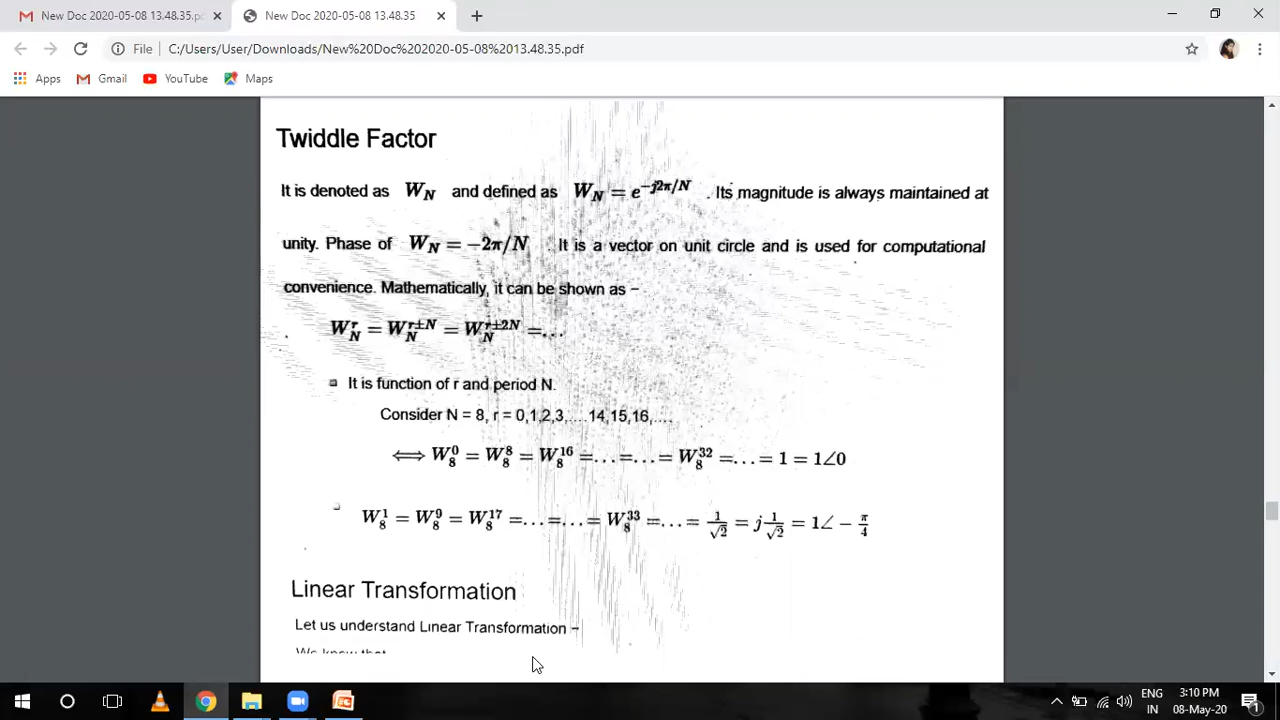 New Doc 2020-05-08 13.48.35.pc
New Doc 2020-05-08 13.48.35
File C:/Users/User/Downloads/New%20Doc%202020-05-08%2013.48.35.pdf
Apps Gmail YouTube Maps
Twiddle Factor
It is denoted as W_N and defined as W_N = e^{-j2π/N} . Its magnitude is always maintained at
unity. Phase of W_N = −2π/N . It is a vector on unit circle and is used for computational
convenience. Mathematically, it can be shown as −
W_N^r = W_N^{r±N} = W_N^{r±2N} =...
It is function of r and period N.
Consider N = 8, r = 0,1,2,3,....14,15,16,....
⟺ W_8^0 = W_8^8 = W_8^{16} =...=...= W_8^{32} =...= 1 = 1∠0
W_8^1 = W_8^9 = W_8^{17} =...=...= W_8^{33} =...= 1/√2 = j 1/√2 = 1∠ − π/4
Linear Transformation
Let us understand Linear Transformation −
We know that
ENG
IN
3:10 PM
08-May-20
1